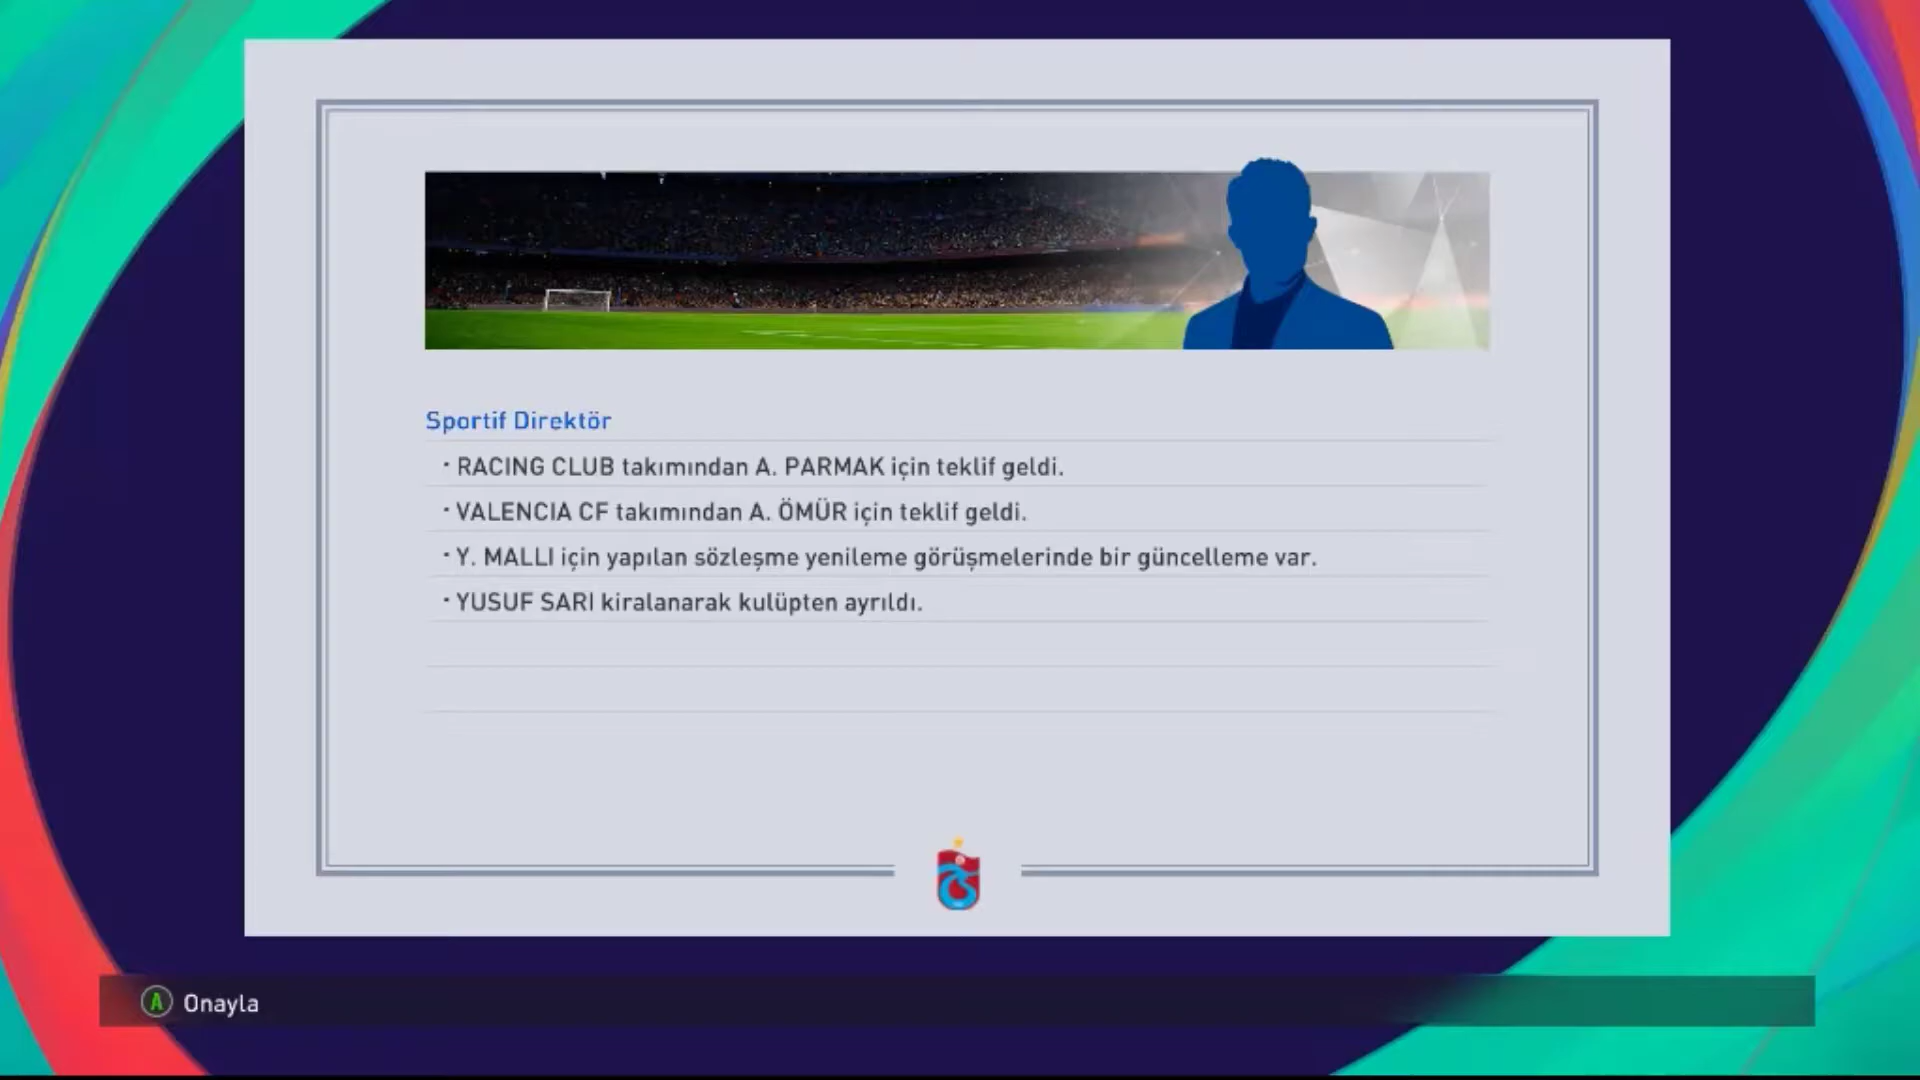 Sportif Direktör
· RACING CLUB takımından A. PARMAK için teklif geldi.
· VALENCIA CF takımından A. ÖMÜR için teklif geldi.
· Y. MALLI için yapılan sözleşme yenileme görüşmelerinde bir güncelleme var.
· YUSUF SARI kiralanarak kulüpten ayrıldı.
A Onayla